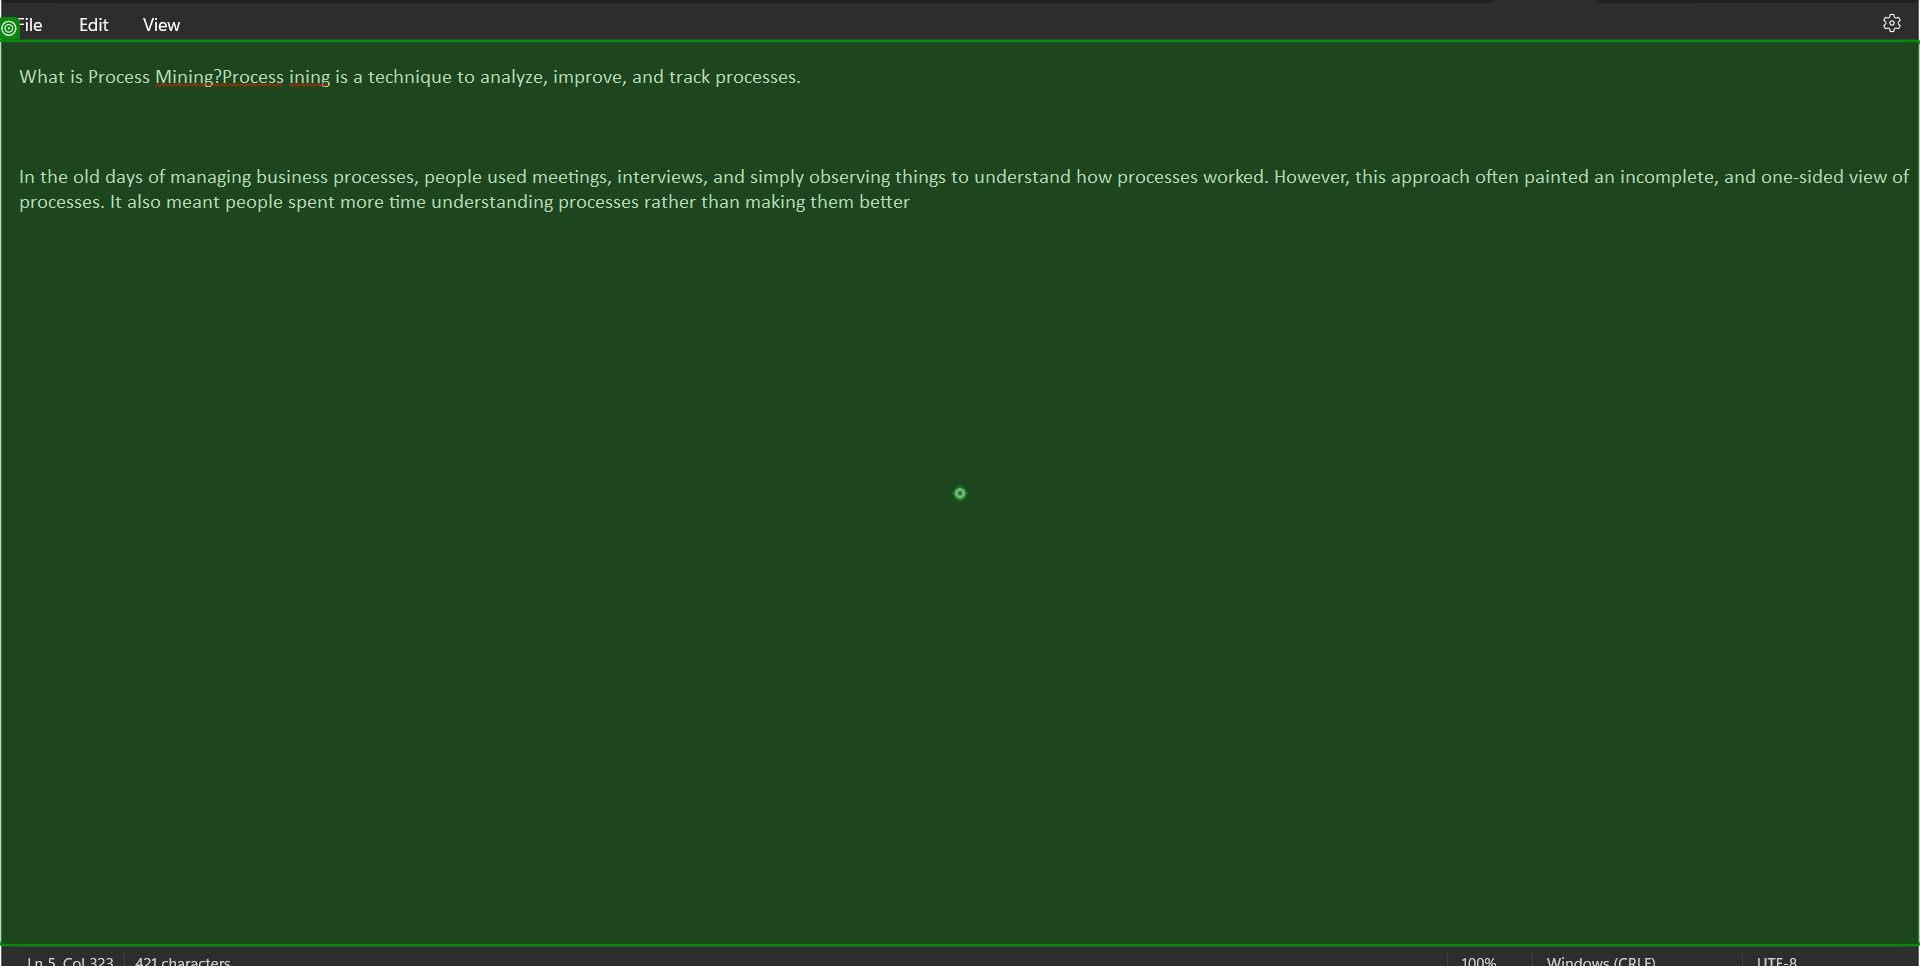 File Edit View
What is Process Mining?Process ining is a technique to analyze, improve, and track processes.
In the old days of managing business processes, people used meetings, interviews, and simply observing things to understand how processes worked. However, this approach often painted an incomplete, and one-sided view of
processes. It also meant people spent more time understanding processes rather than making them better
Ln 5, Col 323 421 characters 100% Windows (CRLF) UTF-8